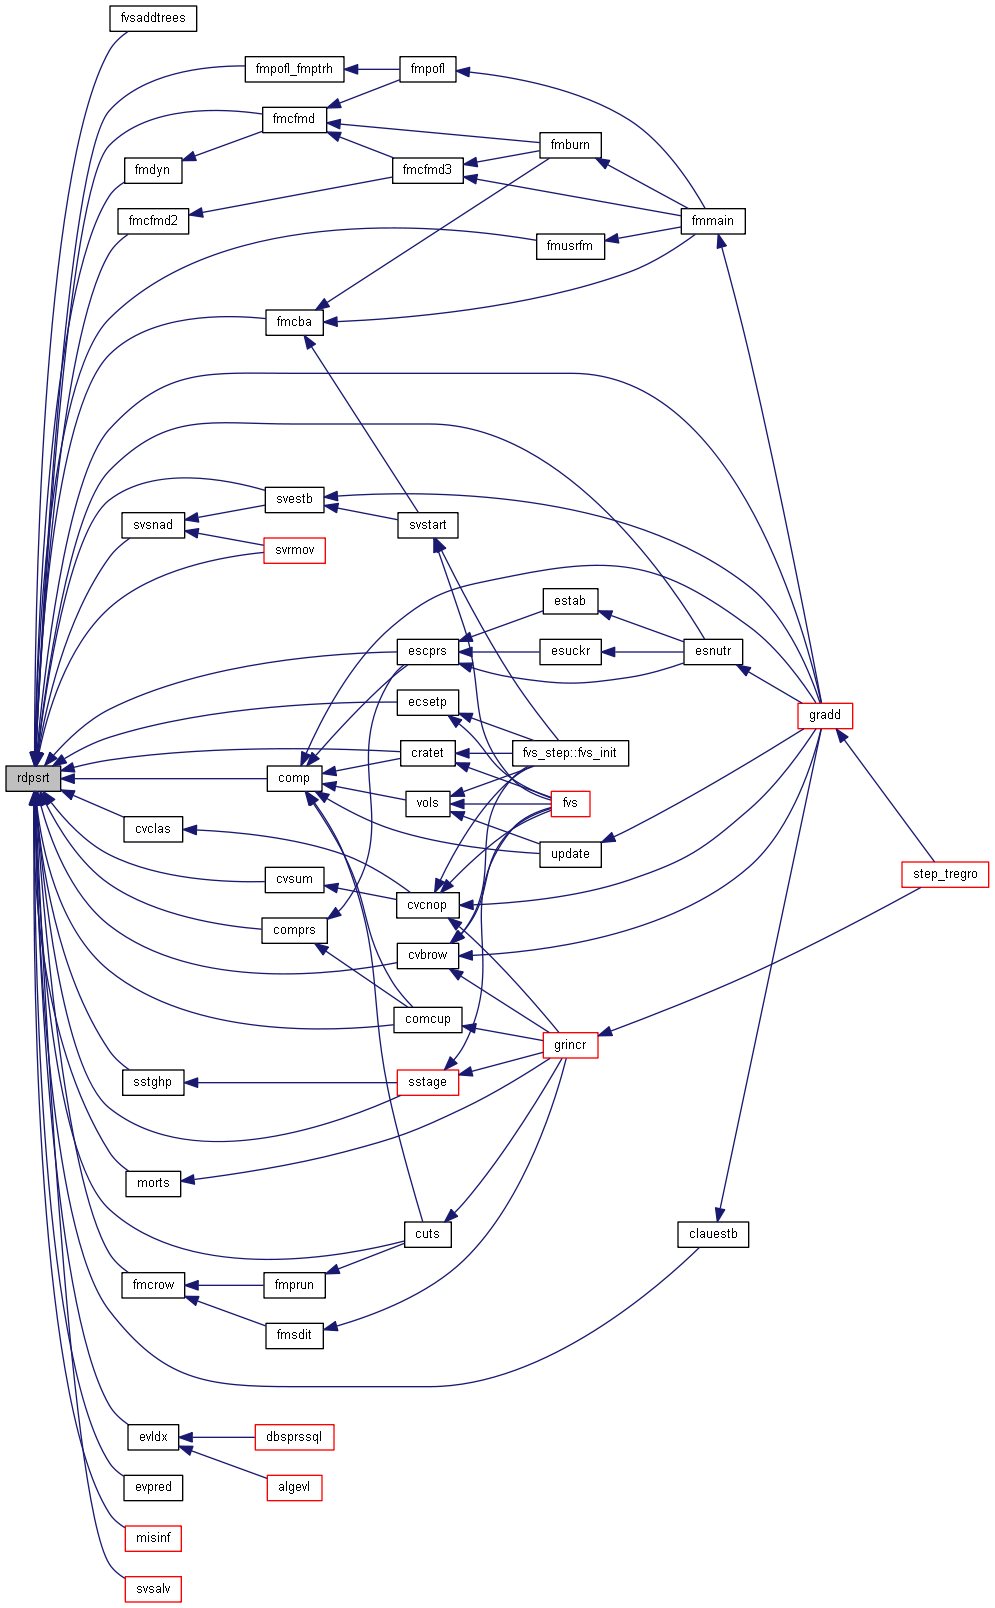 fvsaddtrees
fmpofl_fmptrh
fmpofl
fmcfmd
fmburn
fmdyn
fmcfmd3
fmcfmd2
fmmain
fmusrfm
fmcba
svestb
svsnad
svstart
svrmov
estab
escprs
esuckr
esnutr
ecsetp
gradd
cratet
fvs_step::fvs_init
rdpsrt
comp
vols
fvs
cvclas
update
step_tregro
cvsum
cvcnop
comprs
cvbrow
comcup
grincr
sstghp
sstage
morts
cuts
clauestb
fmcrow
fmprun
fmsdit
evldx
dbsprssql
evpred
algevl
misinf
svsalv